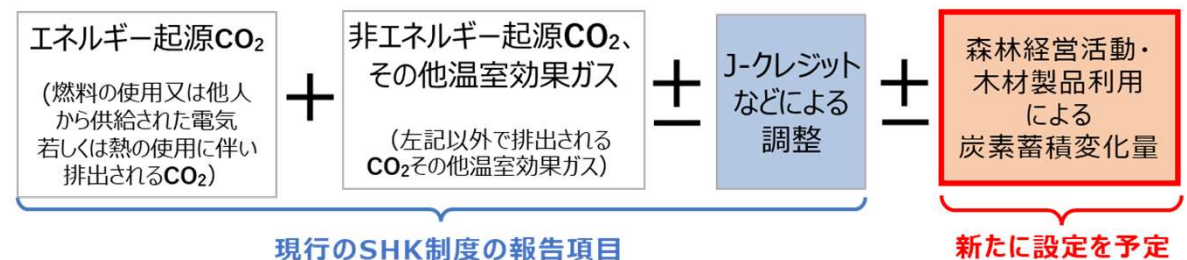 エネルギー起源CO₂
(燃料の使用又は他人
から供給された電気
若しくは熱の使用に伴い
排出されるCO₂)
＋
非エネルギー起源CO₂、
その他温室効果ガス
(左記以外で排出される
CO₂その他温室効果ガス)
±
J-クレジット
などによる
調整
±
森林経営活動・
木材製品利用
による
炭素蓄積変化量
現行のSHK制度の報告項目
新たに設定を予定